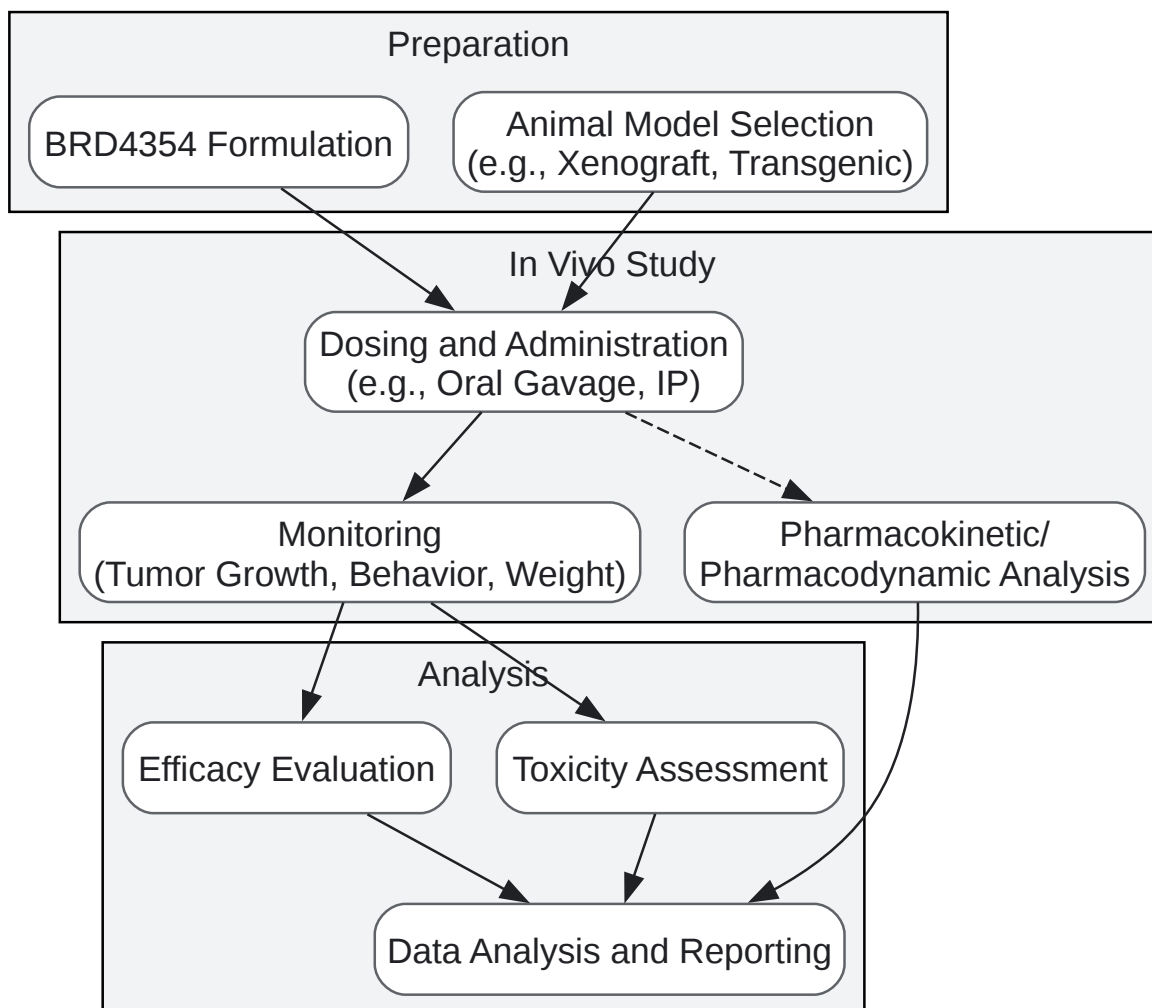 Preparation
BRD4354 Formulation
Animal Model Selection
(e.g., Xenograft, Transgenic)
In Vivo Study
Dosing and Administration
(e.g., Oral Gavage, IP)
Monitoring
(Tumor Growth, Behavior, Weight)
Pharmacokinetic/
Pharmacodynamic Analysis
Analysis
Efficacy Evaluation
Toxicity Assessment
Data Analysis and Reporting